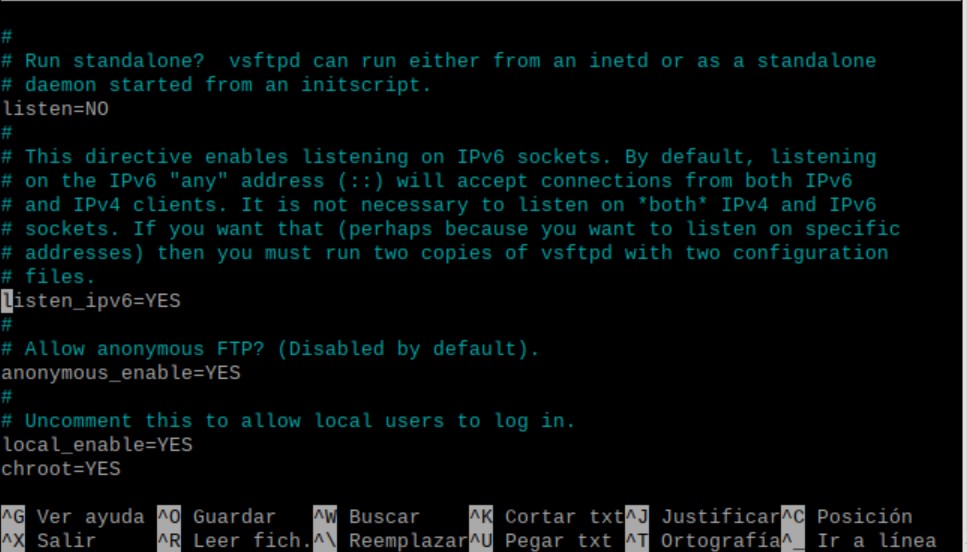 #
# Run standalone?  vsftpd can run either from an inetd or as a standalone
# daemon started from an initscript.
listen=NO
#
# This directive enables listening on IPv6 sockets. By default, listening
# on the IPv6 "any" address (::) will accept connections from both IPv6
# and IPv4 clients. It is not necessary to listen on *both* IPv4 and IPv6
# sockets. If you want that (perhaps because you want to listen on specific
# addresses) then you must run two copies of vsftpd with two configuration
# files.
listen_ipv6=YES
#
# Allow anonymous FTP? (Disabled by default).
anonymous_enable=YES
#
# Uncomment this to allow local users to log in.
local_enable=YES
chroot=YES
^G Ver ayuda ^O Guardar ^W Buscar ^K Cortar txt^J Justificar^C Posición
^X Salir ^R Leer fich.^\ Reemplazar^U Pegar txt ^T Ortografía^_ Ir a línea